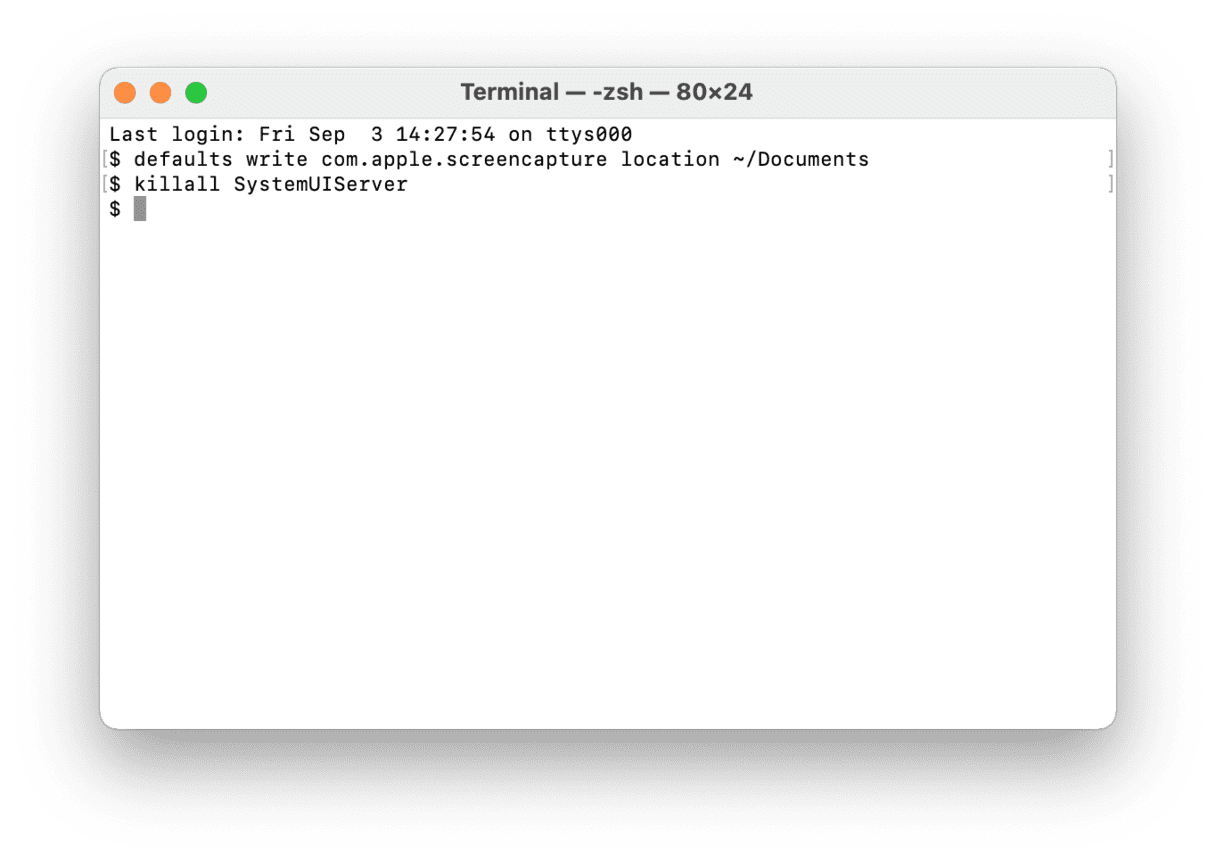 Terminal — -zsh — 80×24
Last login: Fri Sep  3 14:27:54 on ttys000
[$ defaults write com.apple.screencapture location ~/Documents ]
[$ killall SystemUIServer ]
$